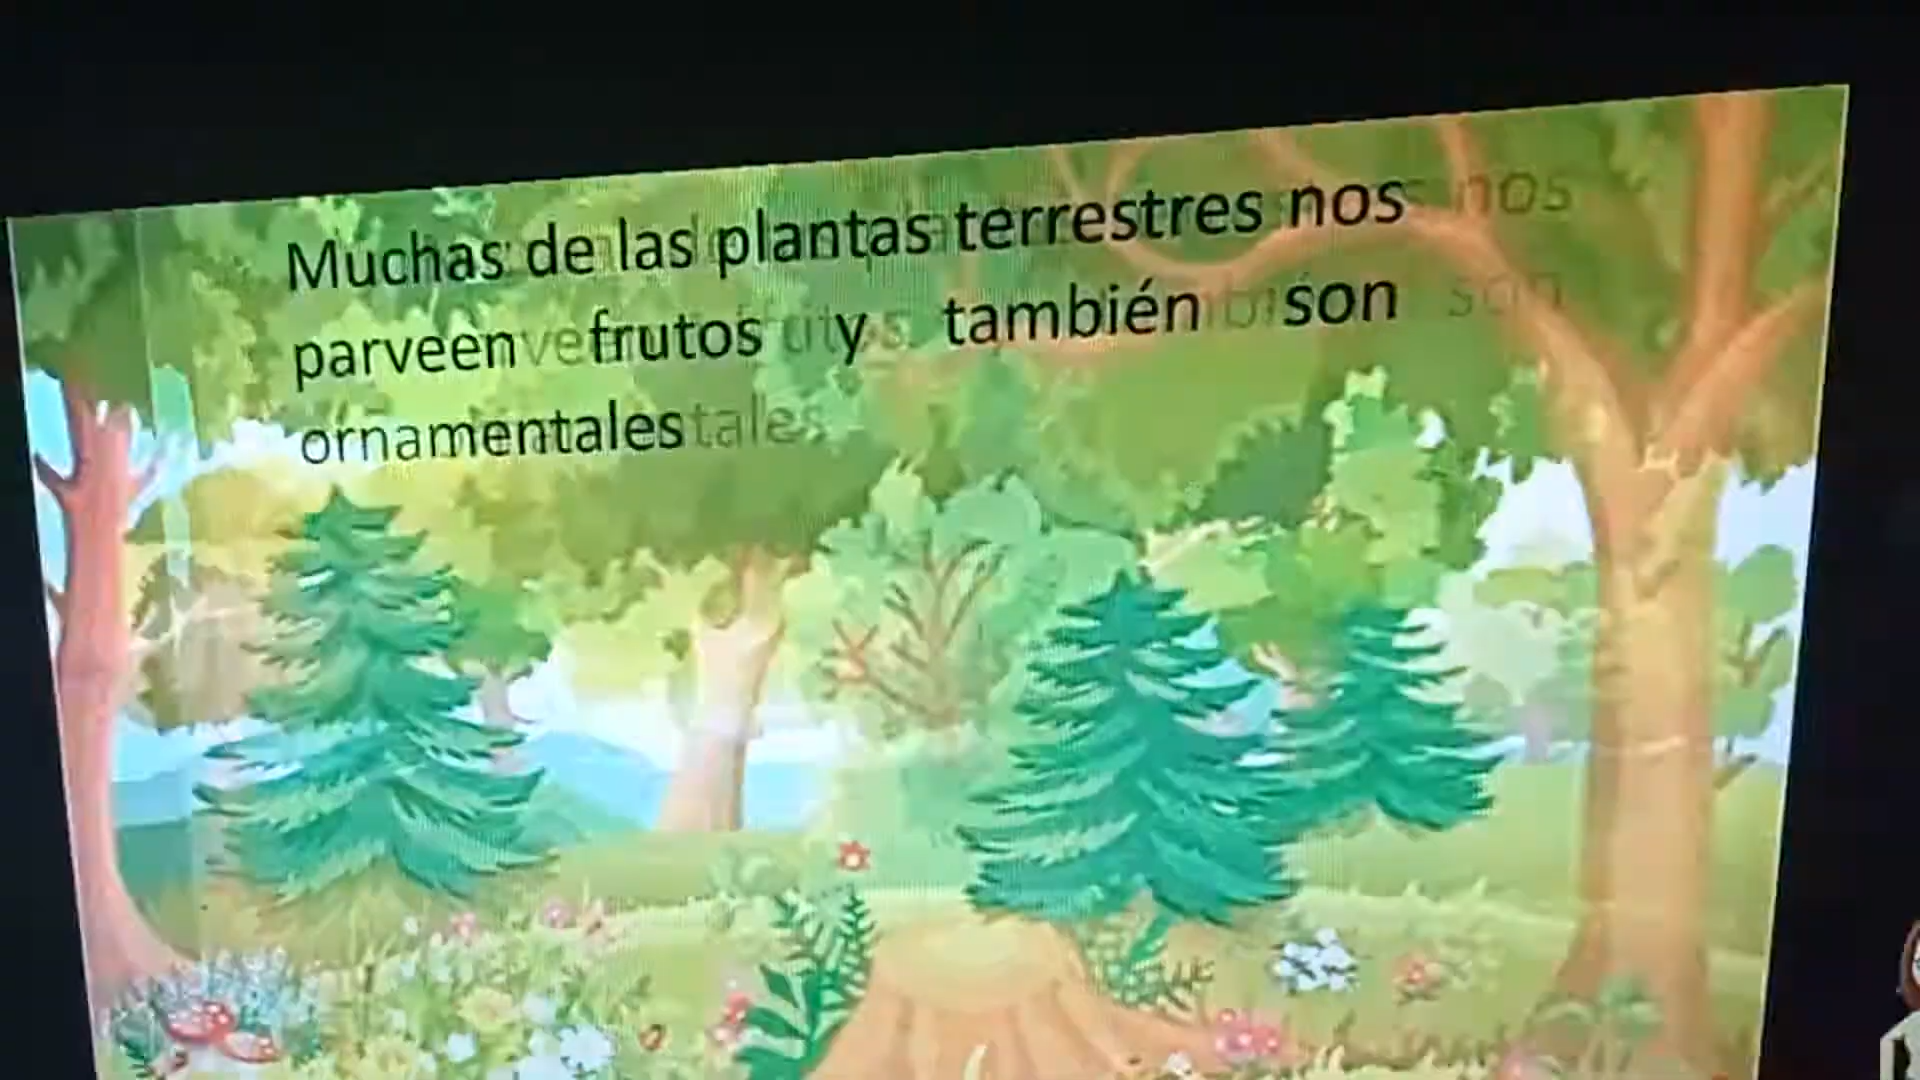 Muchas de las plantas terrestres nos
parveen frutos y también son
ornamentales